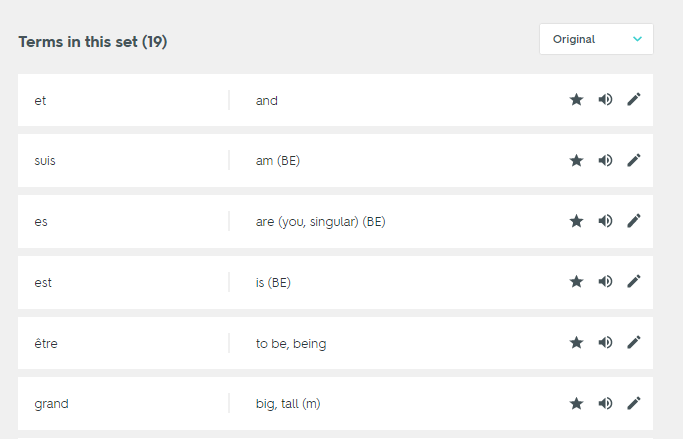 Terms in this set (19)
Original
et and
suis am (BE)
es are (you, singular) (BE)
est is (BE)
être to be, being
grand big, tall (m)